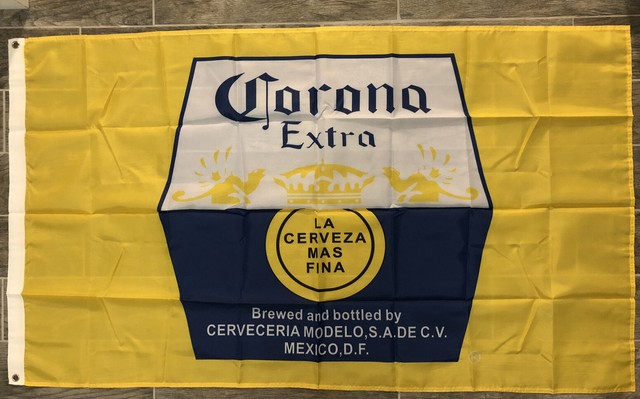 Corona
Extra
LA
CERVEZA
MAS
FINA
Brewed and bottled by
CERVECERIA MODELO,S.A.DE C.V.
MEXICO,D.F.